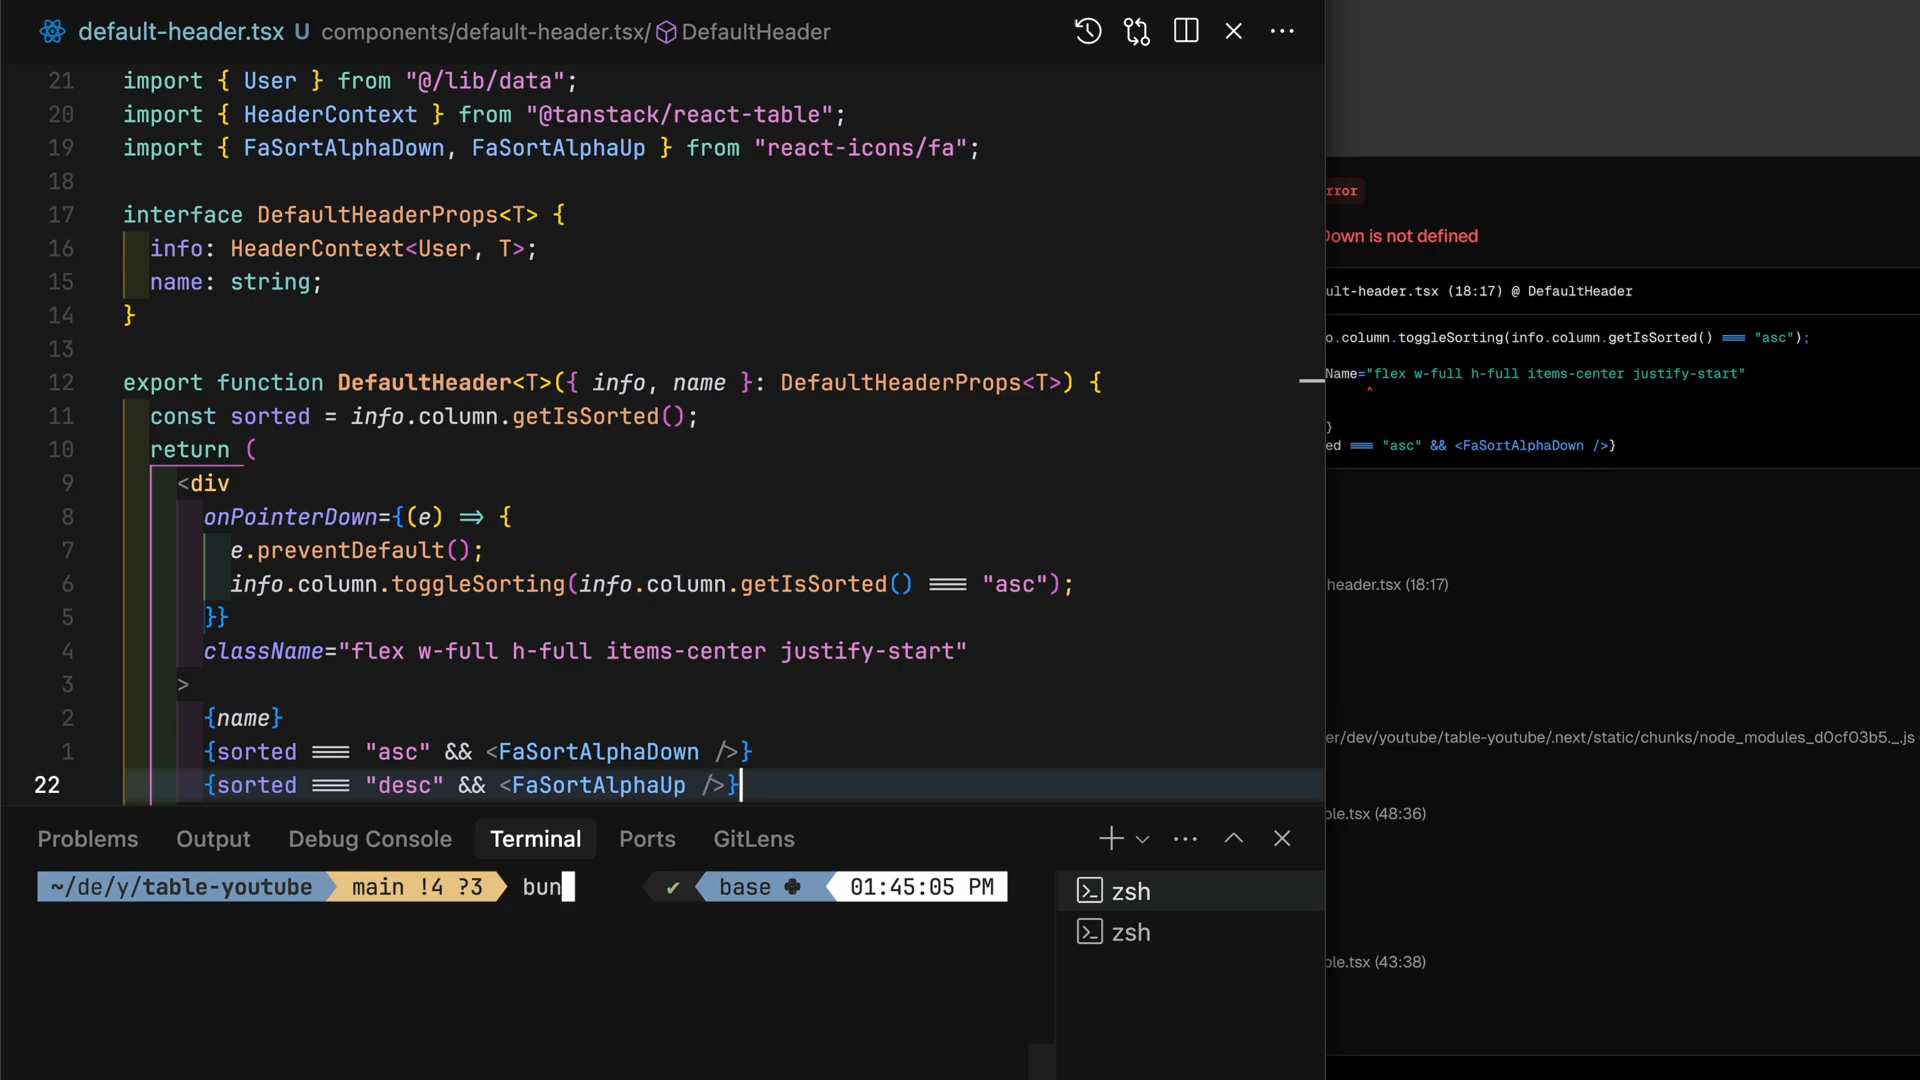 default-header.tsx U components/default-header.tsx/ DefaultHeader
21 import { User } from "@/lib/data";
20 import { HeaderContext } from "@tanstack/react-table";
19 import { FaSortAlphaDown, FaSortAlphaUp } from "react-icons/fa";
18
17 interface DefaultHeaderProps<T> {
16 info: HeaderContext<User, T>;
15 name: string;
14 }
13
12 export function DefaultHeader<T>({ info, name }: DefaultHeaderProps<T>) {
11 const sorted = info.column.getIsSorted();
10 return (
9 <div
8 onPointerDown={(e) => {
7 e.preventDefault();
6 info.column.toggleSorting(info.column.getIsSorted() === "asc");
5 }}
4 className="flex w-full h-full items-center justify-start"
3 >
2 {name}
1 {sorted === "asc" && <FaSortAlphaDown />}
22 {sorted === "desc" && <FaSortAlphaUp />}
Problems Output Debug Console Terminal Ports GitLens
~/de/y/table-youtube main !4 ?3 bun ✔ base 01:45:05 PM
zsh
zsh
rror
Down is not defined
ult-header.tsx (18:17) @ DefaultHeader
o.column.toggleSorting(info.column.getIsSorted() === "asc");
Name="flex w-full h-full items-center justify-start"
^
}
ed === "asc" && <FaSortAlphaDown />}
header.tsx (18:17)
er/dev/youtube/table-youtube/.next/static/chunks/node_modules_d0cf03b5._.js
ble.tsx (48:36)
ble.tsx (43:38)